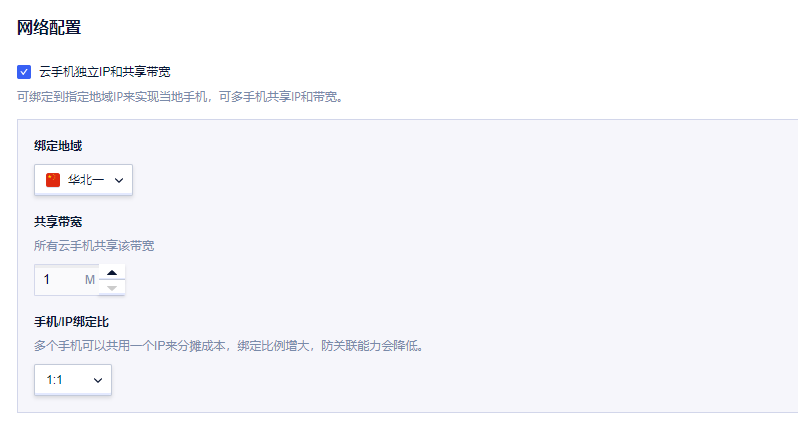 网络配置
云手机独立IP和共享带宽
可绑定到指定地域IP来实现当地手机，可多手机共享IP和带宽。
绑定地域
华北一
共享带宽
所有云手机共享该带宽
1 M
手机/IP绑定比
多个手机可以共用一个IP来分摊成本，绑定比例增大，防关联能力会降低。
1:1